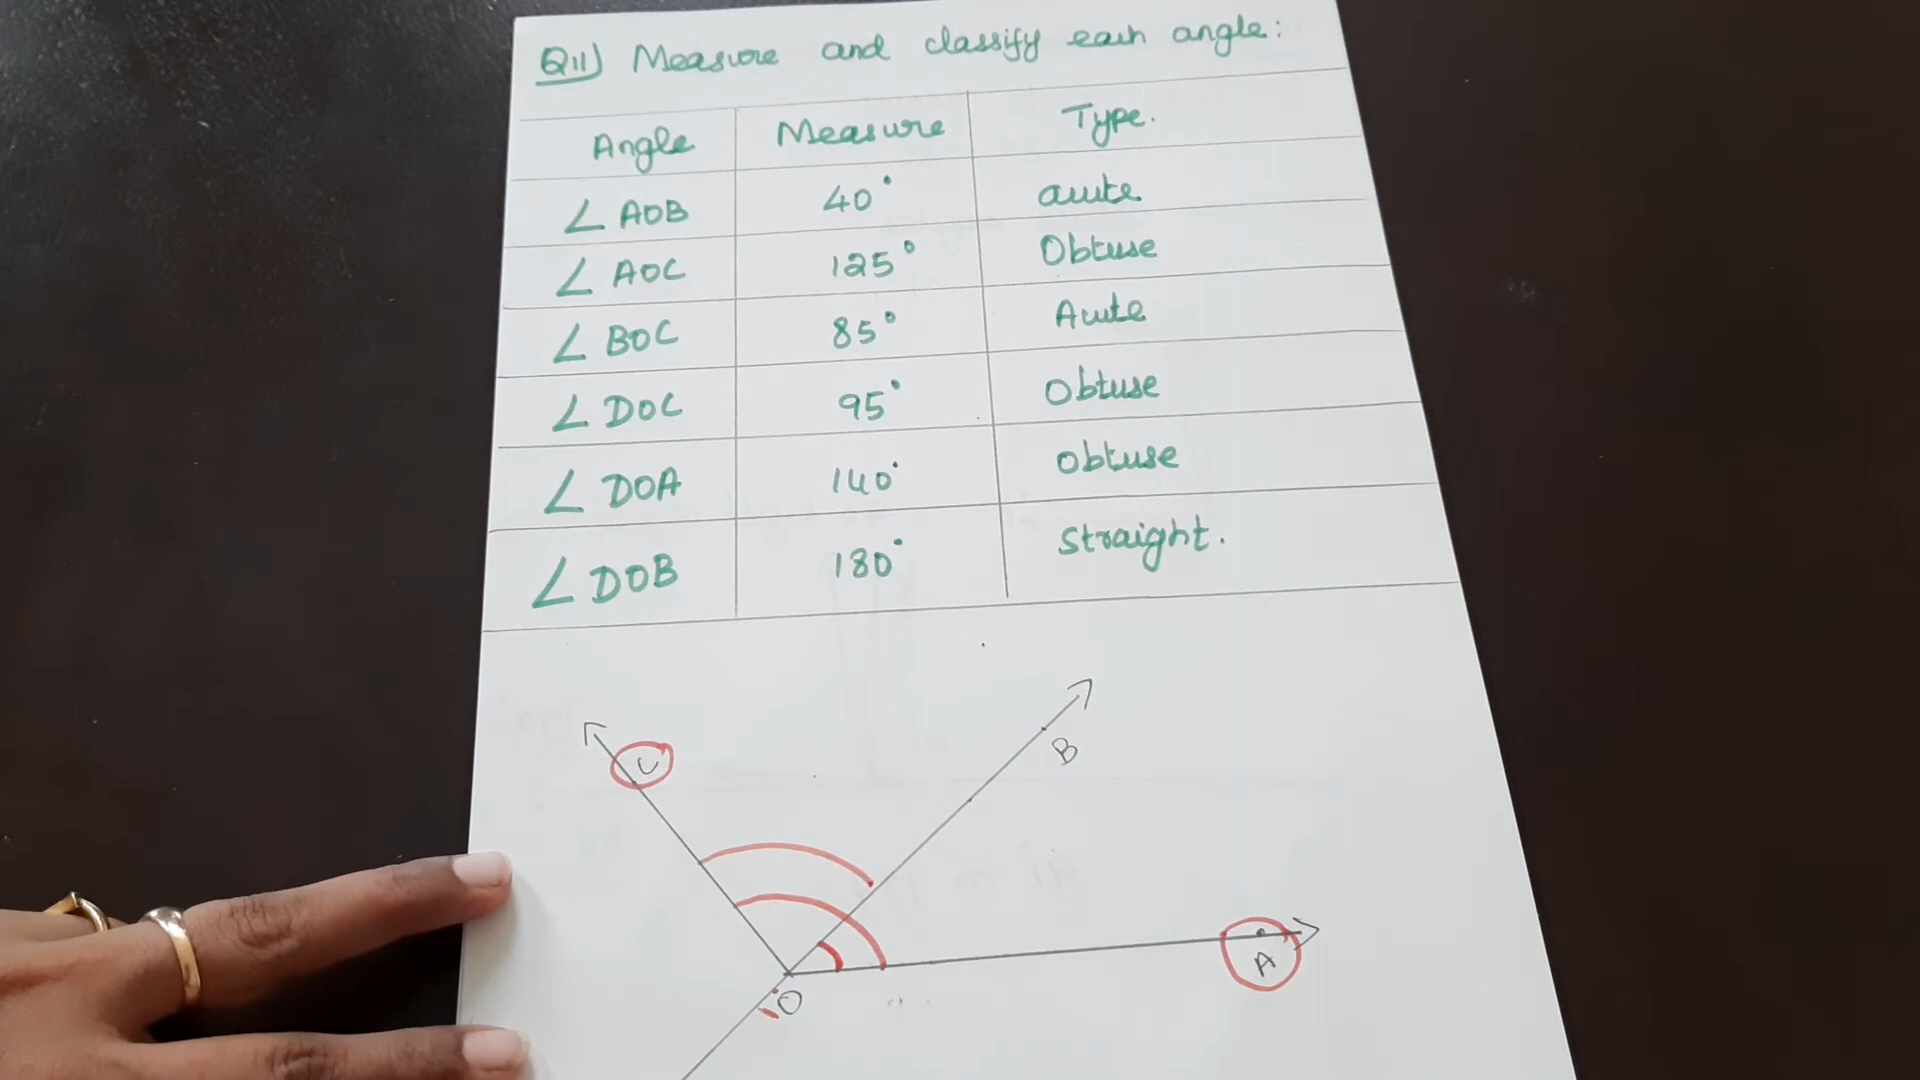 Q11) Measure and classify each angle:
Angle Measure Type.
∠ AOB 40° acute
∠ AOC 125° Obtuse
∠ BOC 85° Acute
∠ DOC 95° Obtuse
∠ DOA 140° obtuse
∠ DOB 180° straight.
B
C
A
O